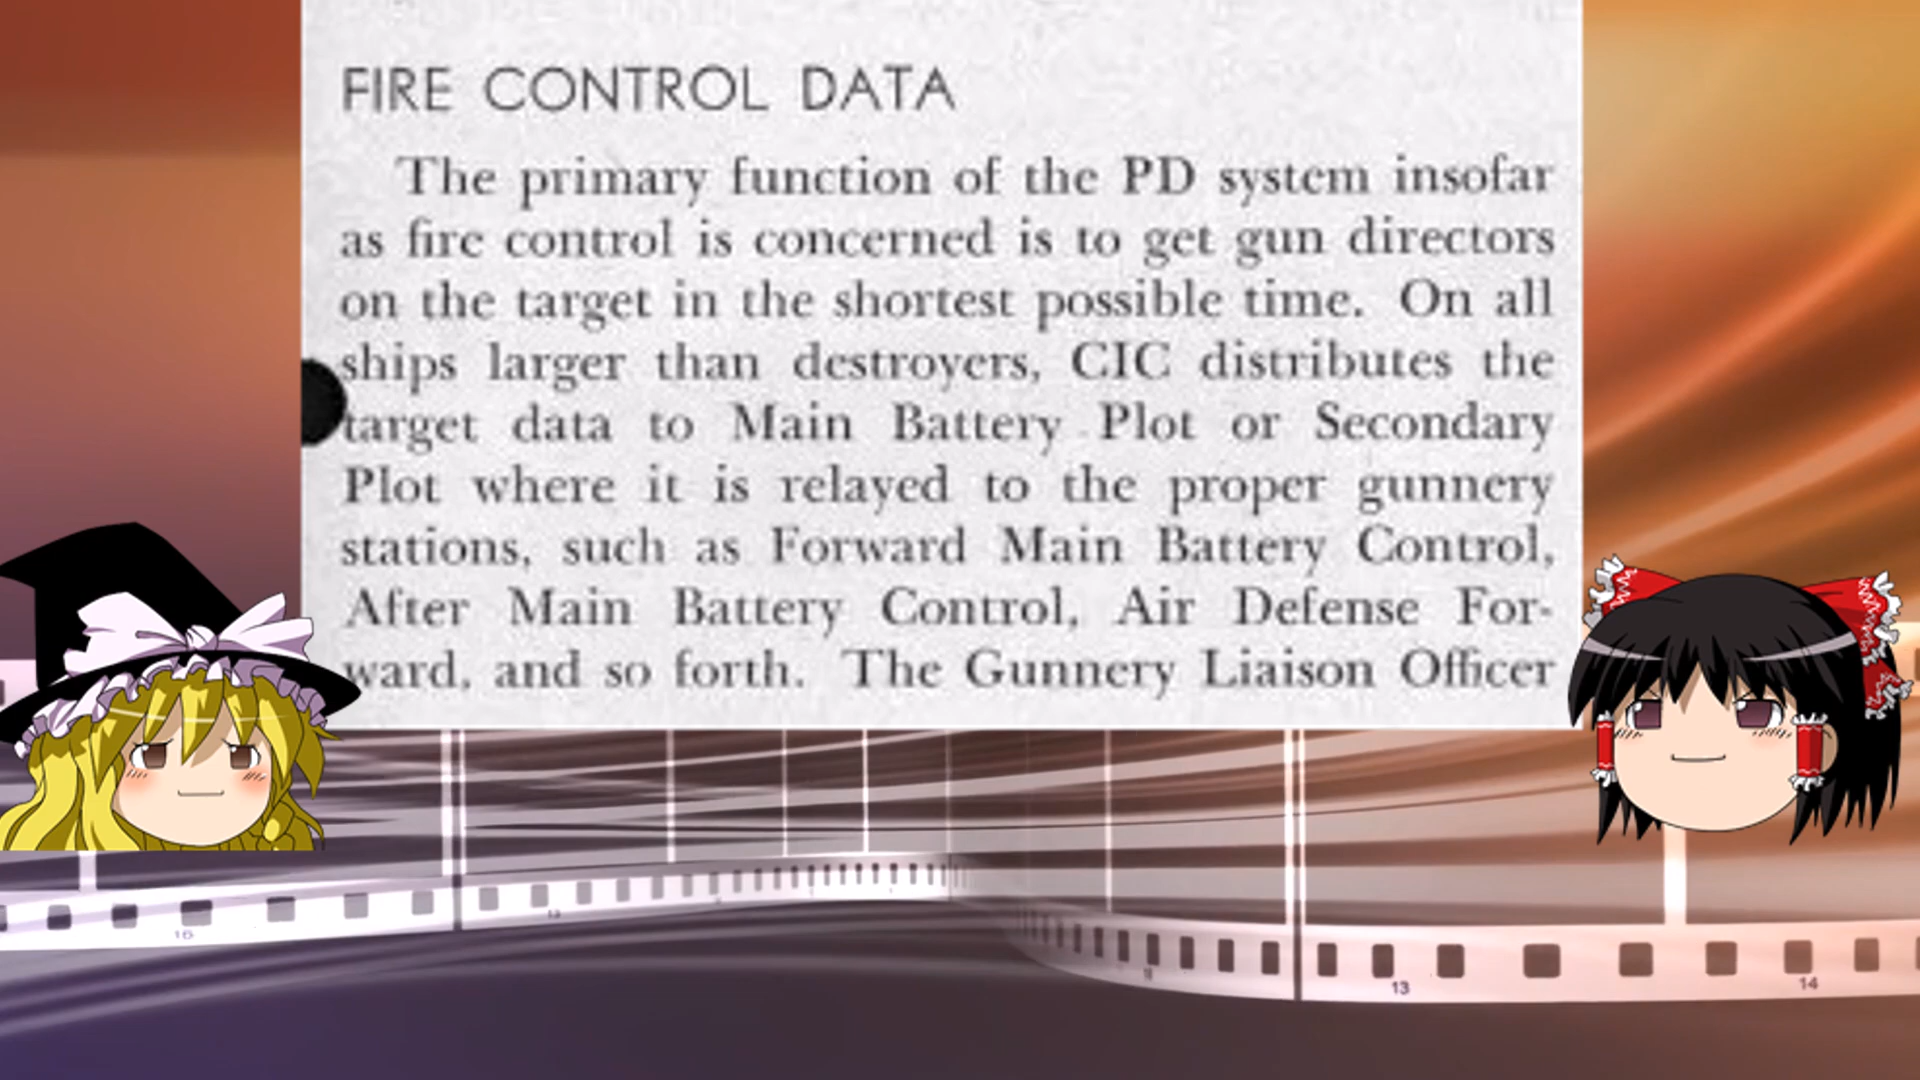 FIRE CONTROL DATA
The primary function of the PD system insofar
as fire control is concerned is to get gun directors
on the target in the shortest possible time. On all
ships larger than destroyers, CIC distributes the
target data to Main Battery Plot or Secondary
Plot where it is relayed to the proper gunnery
stations, such as Forward Main Battery Control,
After Main Battery Control, Air Defense For-
ward, and so forth. The Gunnery Liaison Officer
16
13
14